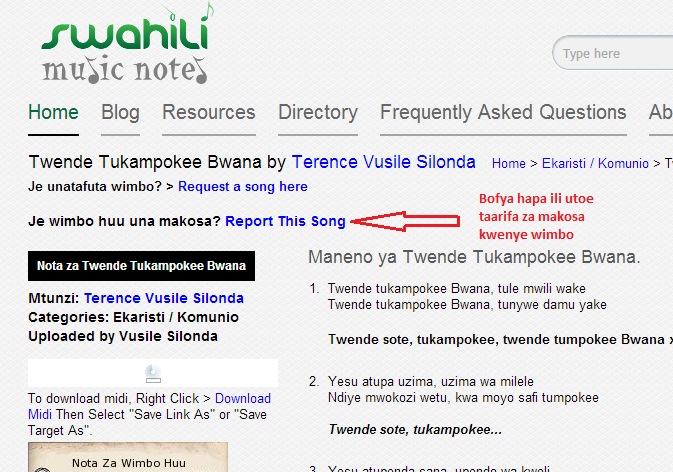 swahili
music notes
Type here
Home Blog Resources Directory Frequently Asked Questions Ab
Twende Tukampokee Bwana by Terence Vusile Silonda Home > Ekaristi / Komunio > T
Je unatafuta wimbo? > Request a song here
Je wimbo huu una makosa? Report This Song
Bofya hapa ili utoe
taarifa za makosa
kwenye wimbo
Nota za Twende Tukampokee Bwana
Mtunzi: Terence Vusile Silonda
Categories: Ekaristi / Komunio
Uploaded by Vusile Silonda
To download midi, Right Click > Download
Midi Then Select "Save Link As" or "Save
Target As".
Nota Za Wimbo Huu
Maneno ya Twende Tukampokee Bwana.
1. Twende tukampokee Bwana, tule mwili wake
Twende tukampokee Bwana, tunywe damu yake
Twende sote, tukampokee, twende tumpokee Bwana x
2. Yesu atupa uzima, uzima wa milele
Ndiye mwokozi wetu, kwa moyo safi tumpokee
Twende sote, tukampokee...
3. Yesu atupenda sana, upendo wa kweli